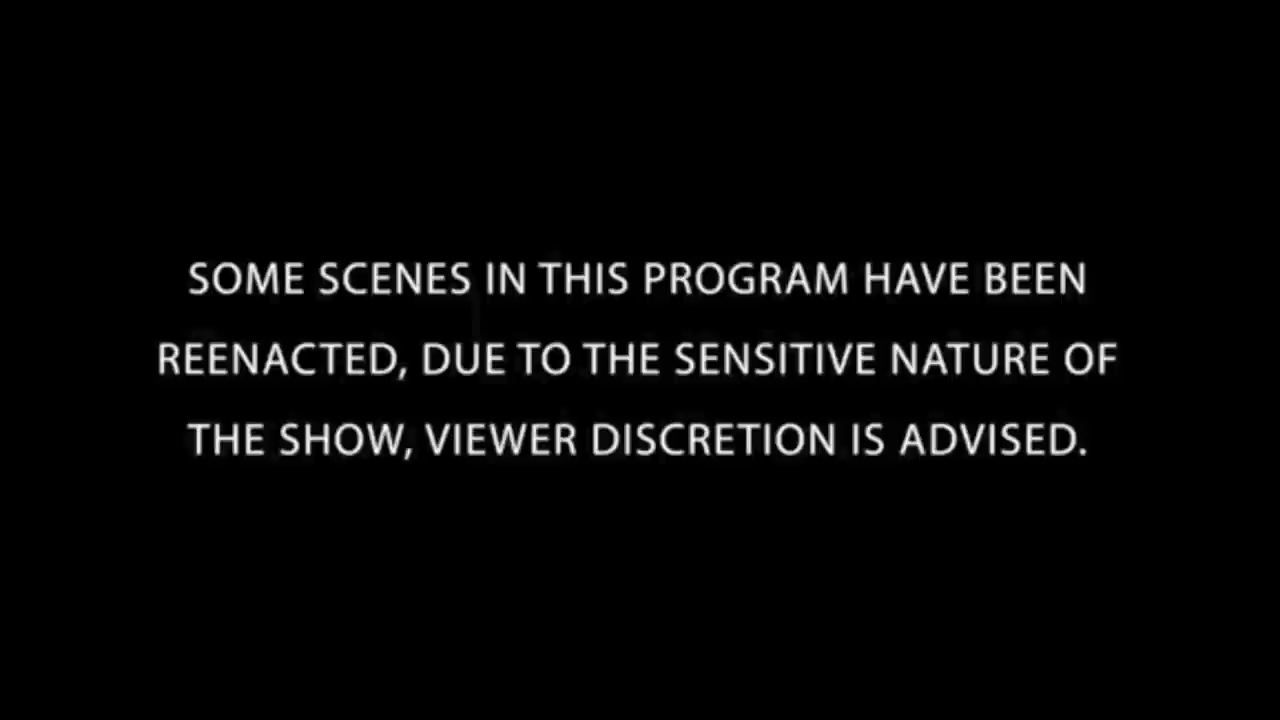 SOME SCENES IN THIS PROGRAM HAVE BEEN
REENACTED, DUE TO THE SENSITIVE NATURE OF
THE SHOW, VIEWER DISCRETION IS ADVISED.